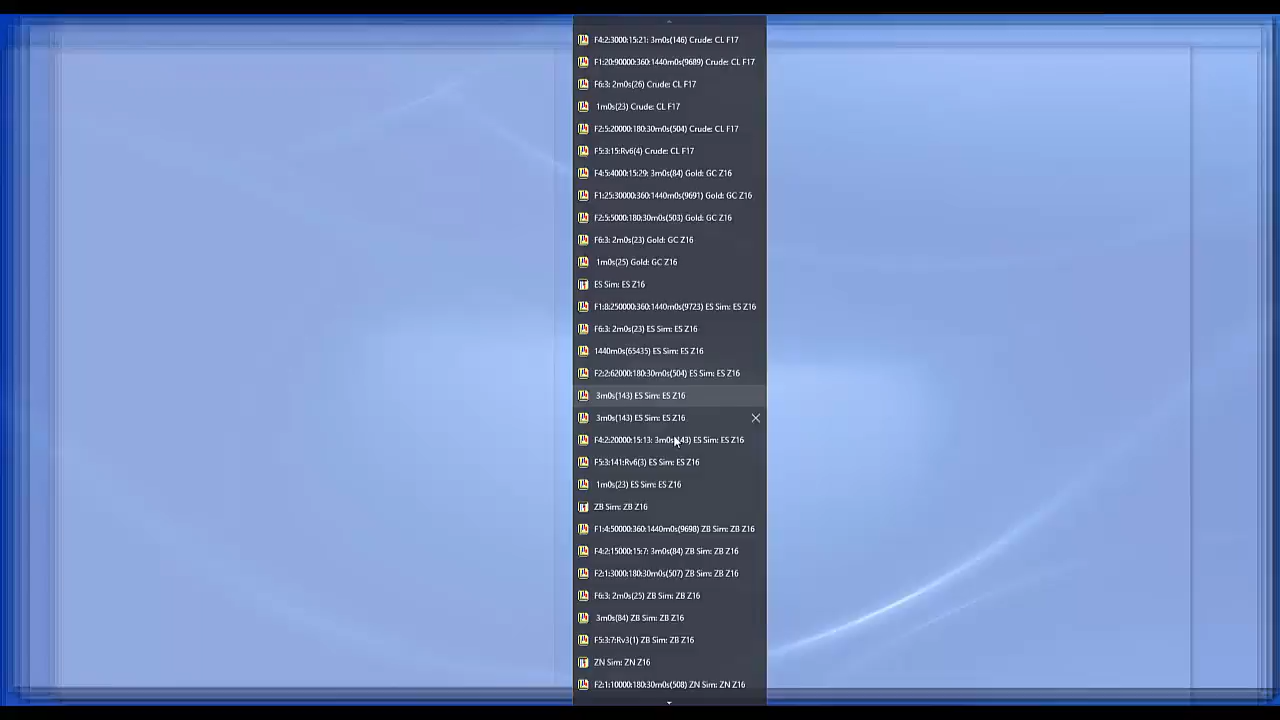 F4:2:3000:15:21: 3m0s(146) Crude: CL F17
F1:20:90000:360:1440m0s(9689) Crude: CL F17
F6:3: 2m0s(26) Crude: CL F17
1m0s(23) Crude: CL F17
F2:5:20000:180:30m0s(504) Crude: CL F17
F5:3:15:Rv6(4) Crude: CL F17
F4:5:4000:15:29: 3m0s(84) Gold: GC Z16
F1:25:30000:360:1440m0s(9691) Gold: GC Z16
F2:5:5000:180:30m0s(503) Gold: GC Z16
F6:3: 2m0s(23) Gold: GC Z16
1m0s(25) Gold: GC Z16
ES Sim: ES Z16
F1:8:250000:360:1440m0s(9723) ES Sim: ES Z16
F6:3: 2m0s(23) ES Sim: ES Z16
1440m0s(65435) ES Sim: ES Z16
F2:2:62000:180:30m0s(504) ES Sim: ES Z16
3m0s(143) ES Sim: ES Z16
3m0s(143) ES Sim: ES Z16
F4:2:20000:15:13: 3m0s(143) ES Sim: ES Z16
F5:3:141:Rv6(3) ES Sim: ES Z16
1m0s(23) ES Sim: ES Z16
ZB Sim: ZB Z16
F1:4:50000:360:1440m0s(9698) ZB Sim: ZB Z16
F4:2:15000:15:7: 3m0s(84) ZB Sim: ZB Z16
F2:1:3000:180:30m0s(507) ZB Sim: ZB Z16
F6:3: 2m0s(25) ZB Sim: ZB Z16
3m0s(84) ZB Sim: ZB Z16
F5:3:7:Rv3(1) ZB Sim: ZB Z16
ZN Sim: ZN Z16
F2:1:10000:180:30m0s(508) ZN Sim: ZN Z16